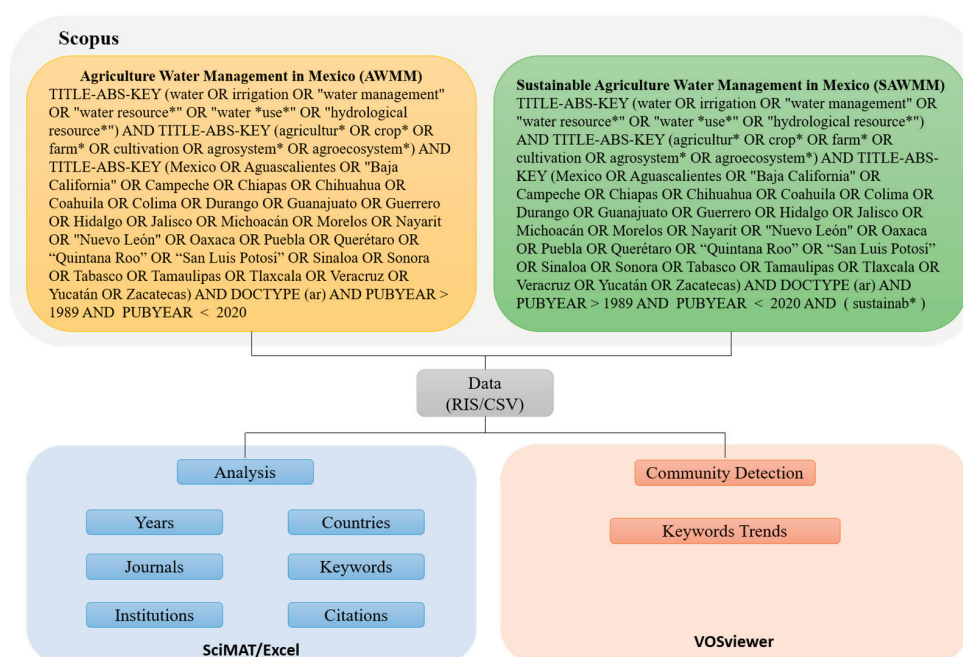 Scopus
Agriculture Water Management in Mexico (AWMM)
TITLE-ABS-KEY (water OR irrigation OR "water management"
OR "water resource*" OR "water *use*" OR "hydrological
resource*") AND TITLE-ABS-KEY (agricultur* OR crop* OR
farm* OR cultivation OR agrosystem* OR agroecosystem*) AND
TITLE-ABS-KEY (Mexico OR Aguascalientes OR "Baja
California" OR Campeche OR Chiapas OR Chihuahua OR
Coahuila OR Colima OR Durango OR Guanajuato OR Guerrero
OR Hidalgo OR Jalisco OR Michoacán OR Morelos OR Nayarit
OR "Nuevo León" OR Oaxaca OR Puebla OR Querétaro OR
“Quintana Roo” OR “San Luis Potosí” OR Sinaloa OR Sonora
OR Tabasco OR Tamaulipas OR Tlaxcala OR Veracruz OR
Yucatán OR Zacatecas) AND DOCTYPE (ar) AND PUBYEAR >
1989 AND PUBYEAR < 2020
Sustainable Agriculture Water Management in Mexico (SAWMM)
TITLE-ABS-KEY (water OR irrigation OR "water management" OR
"water resource*" OR "water *use*" OR "hydrological resource*")
AND TITLE-ABS-KEY (agricultur* OR crop* OR farm* OR
cultivation OR agrosystem* OR agroecosystem*) AND TITLE-ABS-
KEY (Mexico OR Aguascalientes OR "Baja California" OR
Campeche OR Chiapas OR Chihuahua OR Coahuila OR Colima OR
Durango OR Guanajuato OR Guerrero OR Hidalgo OR Jalisco OR
Michoacán OR Morelos OR Nayarit OR "Nuevo León" OR Oaxaca
OR Puebla OR Querétaro OR “Quintana Roo” OR “San Luis Potosí”
OR Sinaloa OR Sonora OR Tabasco OR Tamaulipas OR Tlaxcala OR
Veracruz OR Yucatán OR Zacatecas) AND DOCTYPE (ar) AND
PUBYEAR > 1989 AND PUBYEAR < 2020 AND ( sustainab* )
Data
(RIS/CSV)
Analysis
Years
Countries
Journals
Keywords
Institutions
Citations
SciMAT/Excel
Community Detection
Keywords Trends
VOSviewer